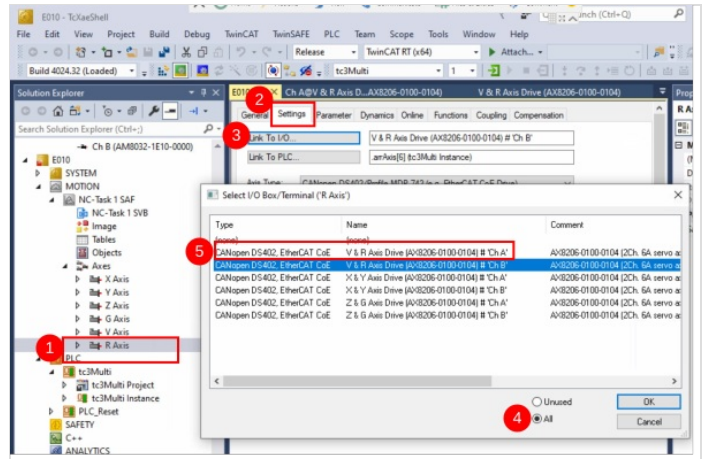 E010 - TcXaeShell
File Edit View Project Build Debug TwinCAT TwinSAFE PLC Team Scope Tools Window Help
Release TwinCAT RT (x64) Attach...
Build 4024.32 (Loaded) tc3Multi 1
Solution Explorer
Search Solution Explorer (Ctrl+;)
Ch B (AM8032-1E10-0000)
E010
SYSTEM
MOTION
NC-Task 1 SAF
NC-Task 1 SVB
Image
Tables
Objects
Axes
X Axis
Y Axis
Z Axis
G Axis
V Axis
1
R Axis
PLC
tc3Multi
tc3Multi Project
tc3Multi Instance
PLC_Reset
SAFETY
C++
ANALYTICS
E010 Ch A@V & R Axis D...AX8206-0100-0104) V & R Axis Drive (AX8206-0100-0104)
2
General Settings Parameter Dynamics Online Functions Coupling Compensation
3
Link To I/O... V & R Axis Drive (AX8206-0100-0104) # 'Ch B'
Link To PLC... .arrAxis[6] (tc3Multi Instance)
Select I/O Box/Terminal ('R Axis')
Type Name Comment
(none) (none)
5
CANopen DS402, EtherCAT CoE V & R Axis Drive (AX8206-0100-0104) # 'Ch A' AX8206-0100-0104 (2Ch. 6A servo a
CANopen DS402, EtherCAT CoE V & R Axis Drive (AX8206-0100-0104) # 'Ch B' AX8206-0100-0104 (2Ch. 6A servo a
CANopen DS402, EtherCAT CoE X & Y Axis Drive (AX8206-0100-0104) # 'Ch A' AX8206-0100-0104 (2Ch. 6A servo a
CANopen DS402, EtherCAT CoE X & Y Axis Drive (AX8206-0100-0104) # 'Ch B' AX8206-0100-0104 (2Ch. 6A servo a
CANopen DS402, EtherCAT CoE Z & G Axis Drive (AX8206-0100-0104) # 'Ch A' AX8206-0100-0104 (2Ch. 6A servo a
CANopen DS402, EtherCAT CoE Z & G Axis Drive (AX8206-0100-0104) # 'Ch B' AX8206-0100-0104 (2Ch. 6A servo a
Unused OK
4
All Cancel